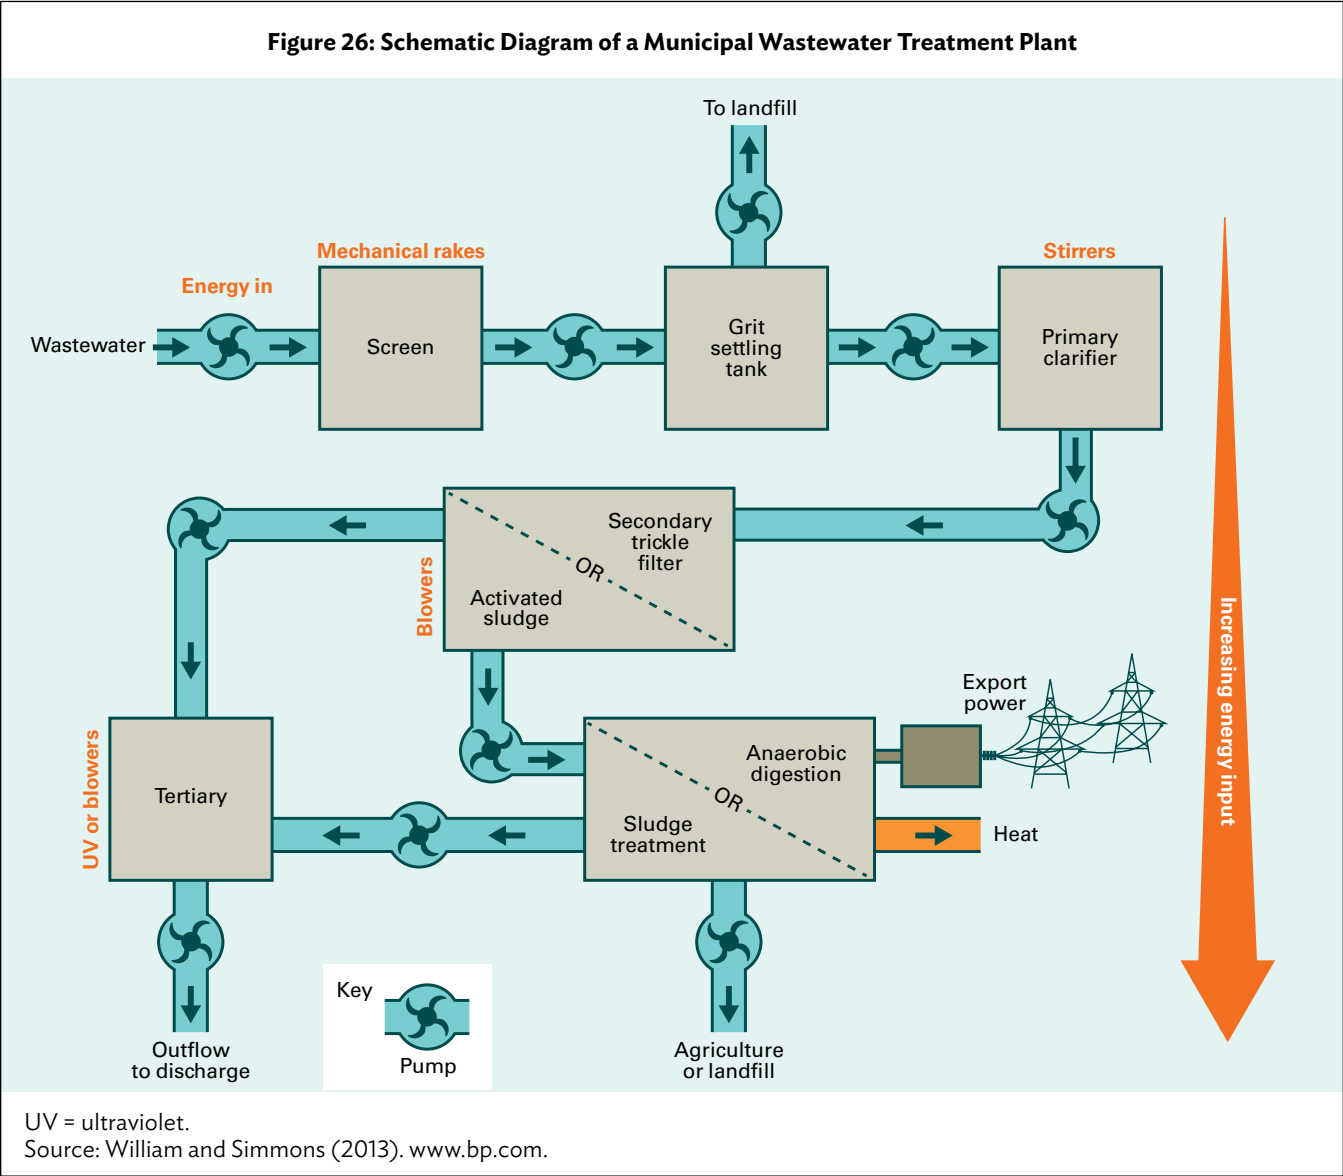 Figure 26: Schematic Diagram of a Municipal Wastewater Treatment Plant
To landfill
Mechanical rakes
Stirrers
Energy in
Wastewater
Screen
Grit
settling
tank
Primary
clarifier
Secondary
trickle
filter
OR
Activated
sludge
Blowers
Increasing energy input
Export
power
Anaerobic
digestion
OR
Sludge
treatment
UV or blowers
Tertiary
Heat
Key
Pump
Outflow
to discharge
Agriculture
or landfill
UV = ultraviolet.
Source: William and Simmons (2013). www.bp.com.